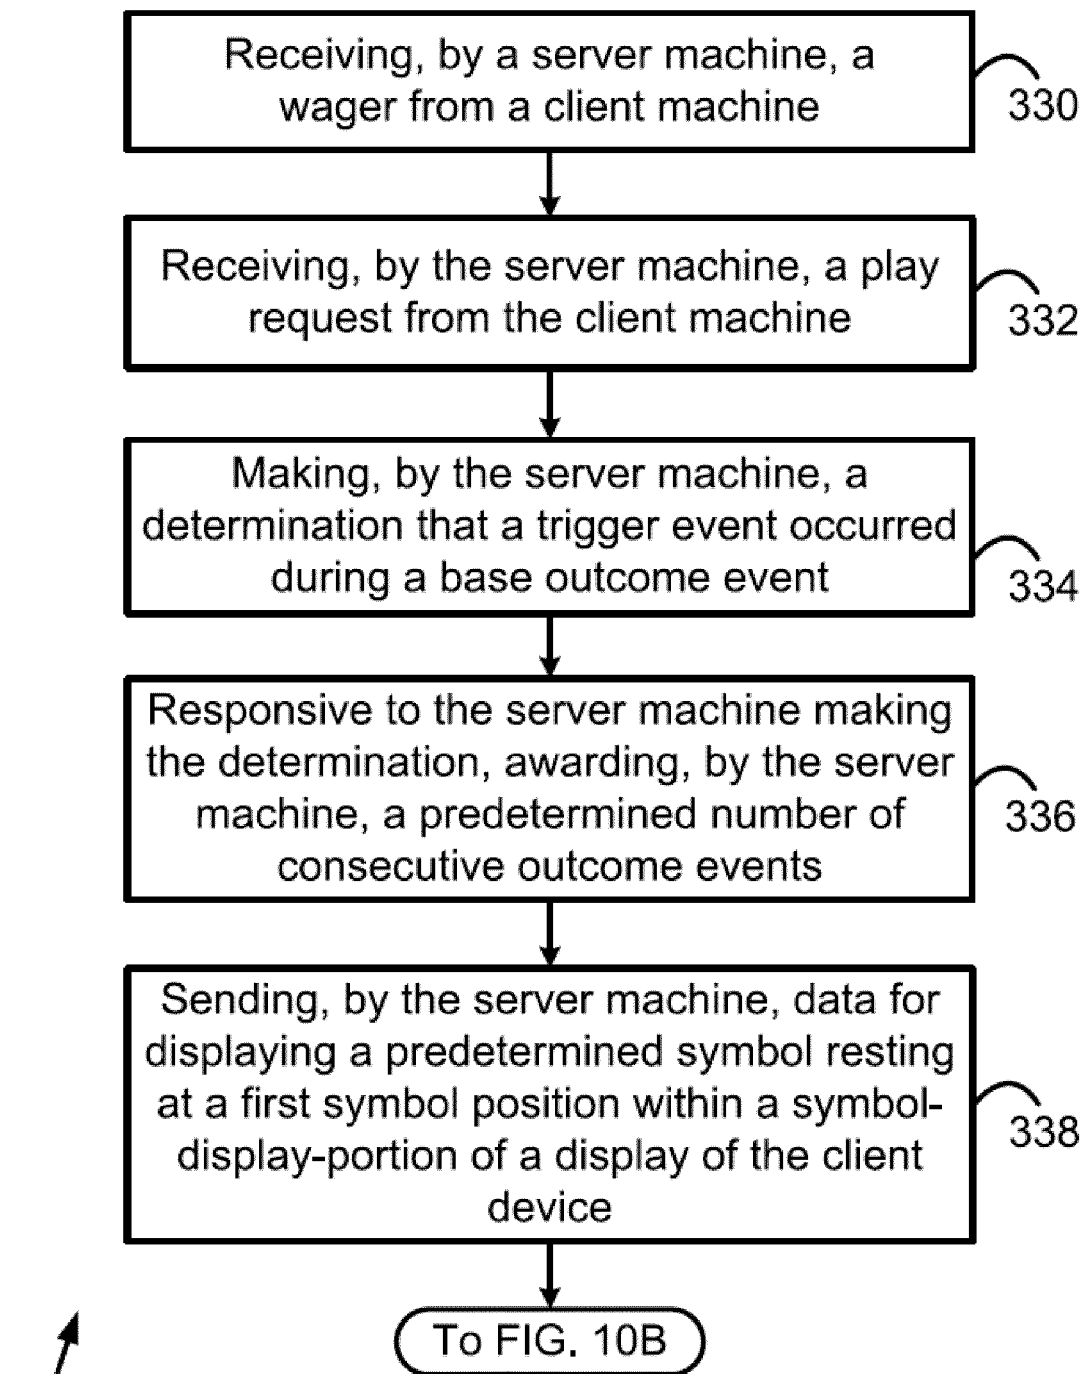 Receiving, by a server machine, a
wager from a client machine
330
Receiving, by the server machine, a play
request from the client machine
332
Making, by the server machine, a
determination that a trigger event occurred
during a base outcome event
334
Responsive to the server machine making
the determination, awarding, by the server
machine, a predetermined number of
consecutive outcome events
336
Sending, by the server machine, data for
displaying a predetermined symbol resting
at a first symbol position within a symbol-
display-portion of a display of the client
device
338
To FIG. 10B